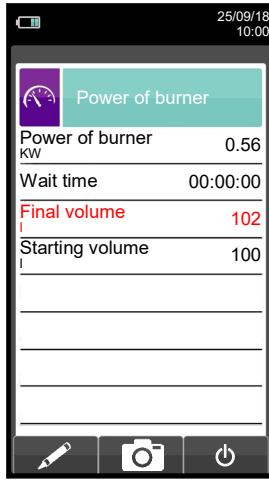 25/09/18
10:00
Power of burner
Power of burner 0.56
KW
Wait time 00:00:00
Final volume 102
l
Starting volume 100
l